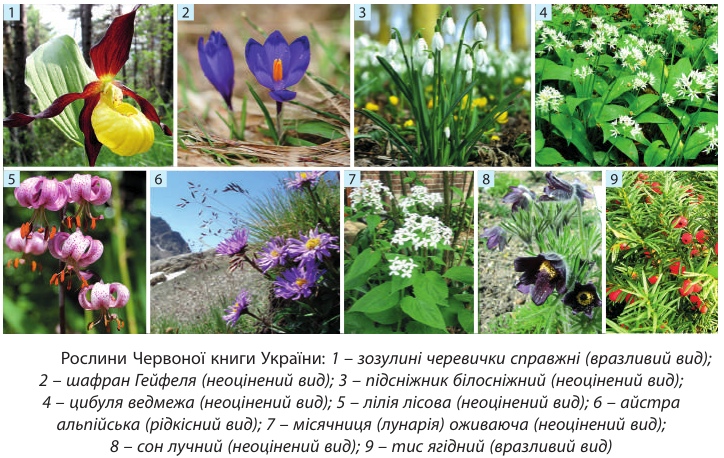 1
2
3
4
5
6
7
8
9
Рослини Червоної книги України: 1 – зозулині черевички справжні (вразливий вид);
2 – шафран Гейфеля (неоцінений вид); 3 – підсніжник білосніжний (неоцінений вид);
4 – цибуля ведмежа (неоцінений вид); 5 – лілія лісова (неоцінений вид); 6 – айстра
альпійська (рідкісний вид); 7 – місячниця (лунарія) оживаюча (неоцінений вид);
8 – сон лучний (неоцінений вид); 9 – тис ягідний (вразливий вид)